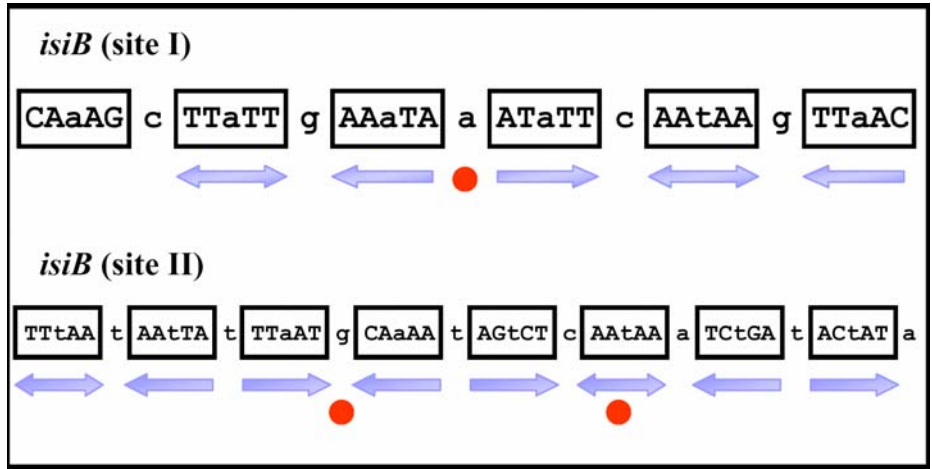 isiB (site I)
CAaAG c TTaTT g AAaTA a ATaTT c AAtAA g TTaAC
isiB (site II)
TTtAA t AAtTA t TTaAT g CAaAA t AGtCT c AAtAA a TCtGA t ACtAT a